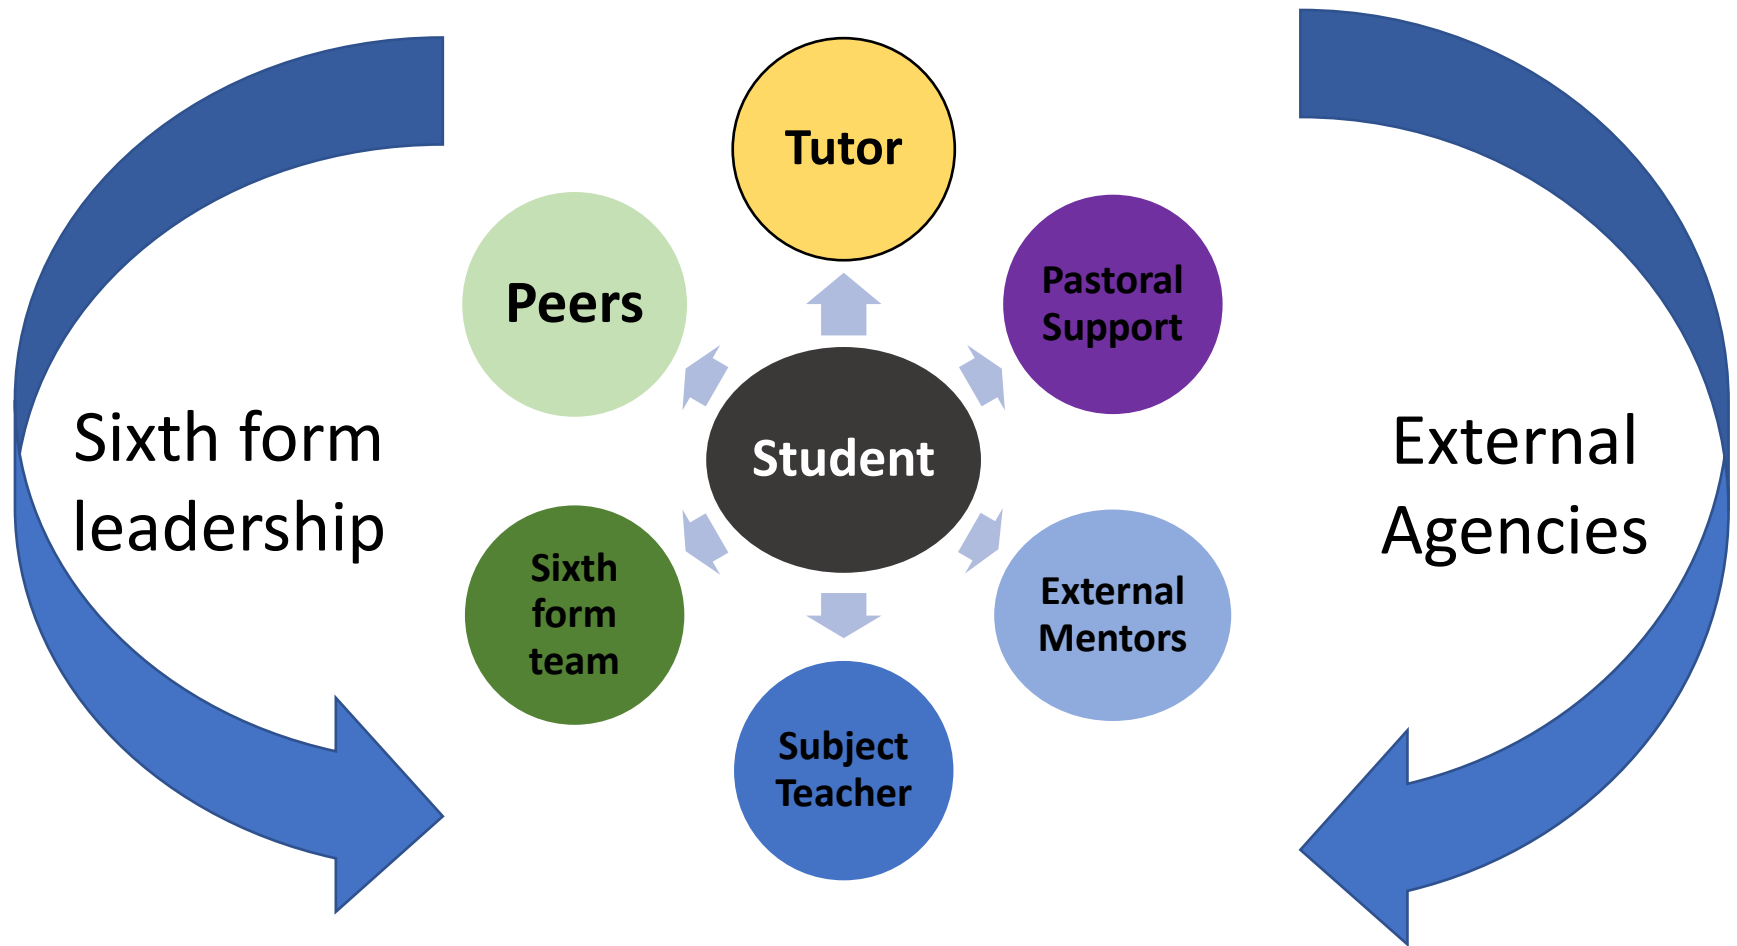 Tutor
Peers
Pastoral
Support
Sixth form
leadership
Student
External
Agencies
Sixth
form
team
External
Mentors
Subject
Teacher